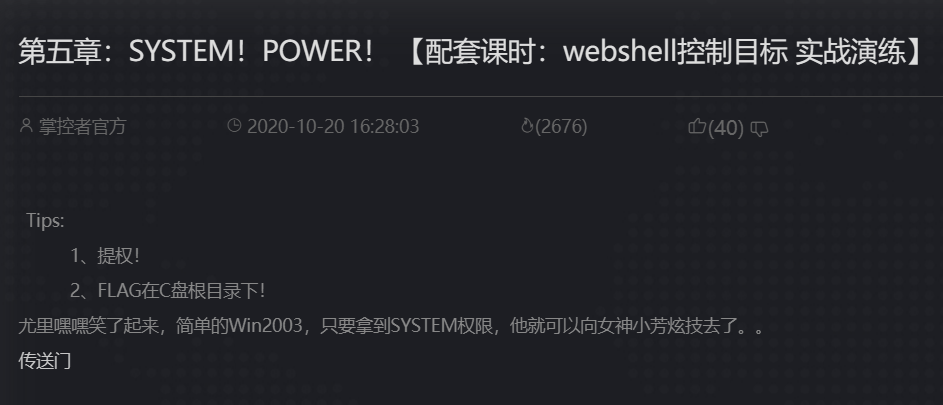 第五章：SYSTEM！POWER！ 【配套课时：webshell控制目标 实战演练】
掌控者官方 2020-10-20 16:28:03 (2676) (40)
Tips:
1、提权！
2、FLAG在C盘根目录下！
尤里嘿嘿笑了起来，简单的Win2003，只要拿到SYSTEM权限，他就可以向女神小芳炫技去了。。
传送门